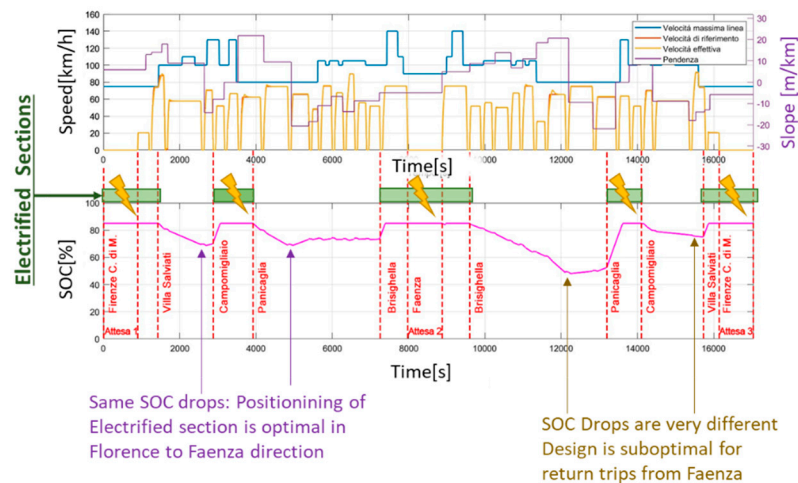 160
140
120
100
80
60
40
20
0
Speed[km/h]
Velocità massima linea
Velocità di riferimento
Velocità effettiva
Pendenza
30
20
10
0
-10
-20
-30
Slope [m/km]
0 2000 4000 6000 8000 10000 12000 14000 16000
Time[s]
Electrified Sections
100
80
60
40
20
0
SOC[%]
Firenze C. di M.
Villa Salviati
Campomigliaio
Panicaglia
Brisighella
Faenza
Brisighella
Panicaglia
Campomigliaio
Villa Salviati
Firenze C. di M.
Attesa 1
Attesa 2
Attesa 3
0 2000 4000 6000 8000 10000 12000 14000 16000
Time[s]
Same SOC drops: Positionining of
Electrified section is optimal in
Florence to Faenza direction
SOC Drops are very different
Design is suboptimal for
return trips from Faenza